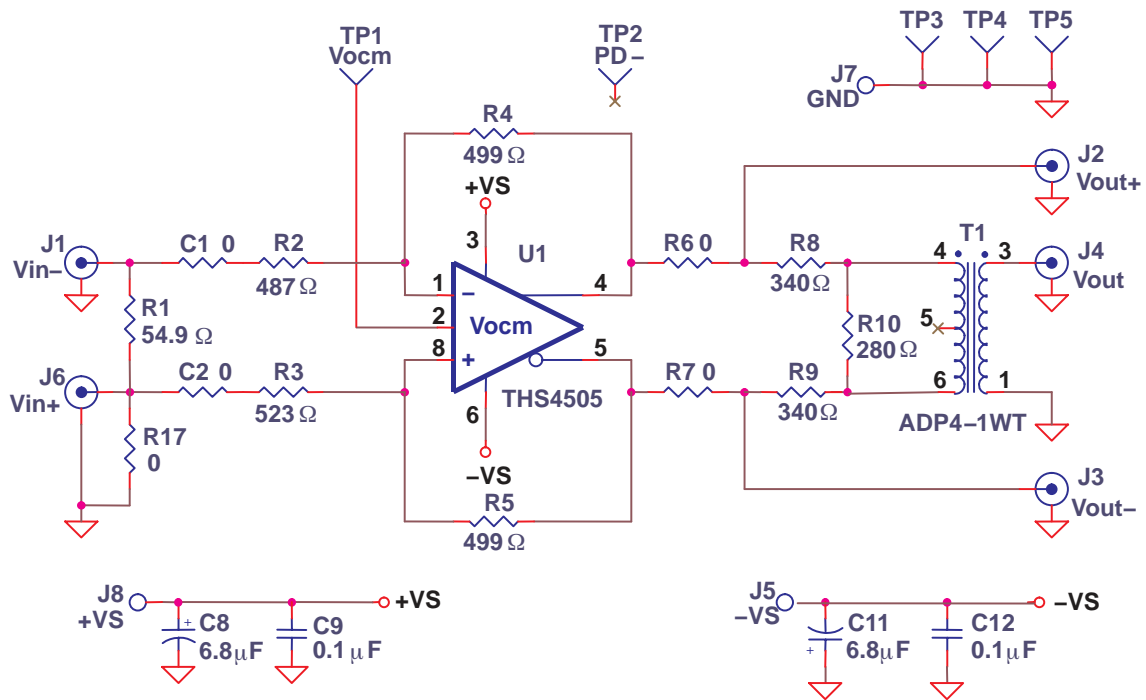 TP1
Vocm
TP2
PD–
TP3 TP4 TP5
J7
GND
R4
499 Ω
+VS
3
U1
J2
Vout+
J1
Vin–
C1 0
R2
487 Ω
R1
54.9 Ω
1
2
8
–
Vocm
+
4
5
THS4505
6
–VS
R6 0
R8
340 Ω
4
T1
3
J4
Vout
5
R10
280 Ω
J6
Vin+
C2 0
R3
523 Ω
R17
0
R7 0
R9
340 Ω
6
1
ADP4–1WT
R5
499 Ω
J3
Vout–
J8
+VS
+VS
+
C8
6.8 μF
C9
0.1 μF
J5
–VS
–VS
+
C11
6.8 μF
C12
0.1 μF